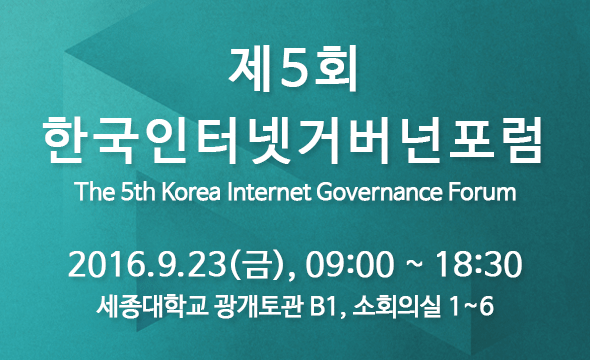 제5회
한국인터넷거버넌포럼
The 5th Korea Internet Governance Forum
2016.9.23(금), 09:00 ~ 18:30
세종대학교 광개토관 B1, 소회의실 1~6